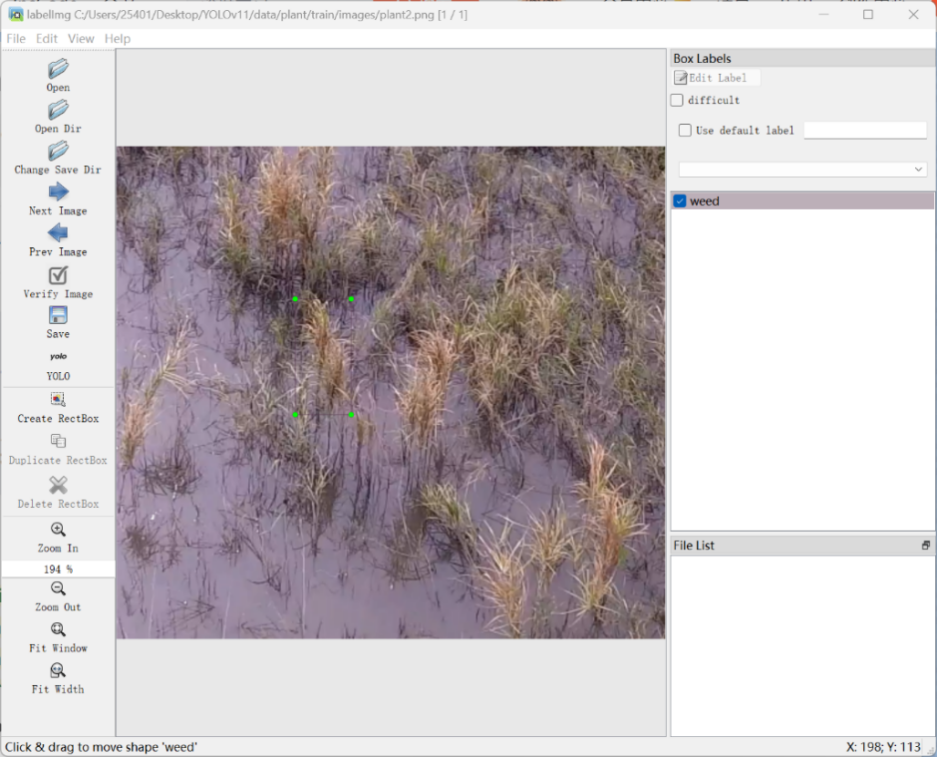 labelImg C:/Users/25401/Desktop/YOLOv11/data/plant/train/images/plant2.png [1 / 1]
File Edit View Help
Open
Open Dir
Change Save Dir
Next Image
Prev Image
Verify Image
Save
yolo
YOLO
Create RectBox
Duplicate RectBox
Delete RectBox
Zoom In
194 %
Zoom Out
Fit Window
Fit Width
Box Labels
Edit Label
difficult
Use default label
weed
File List
Click & drag to move shape 'weed'
X: 198; Y: 113